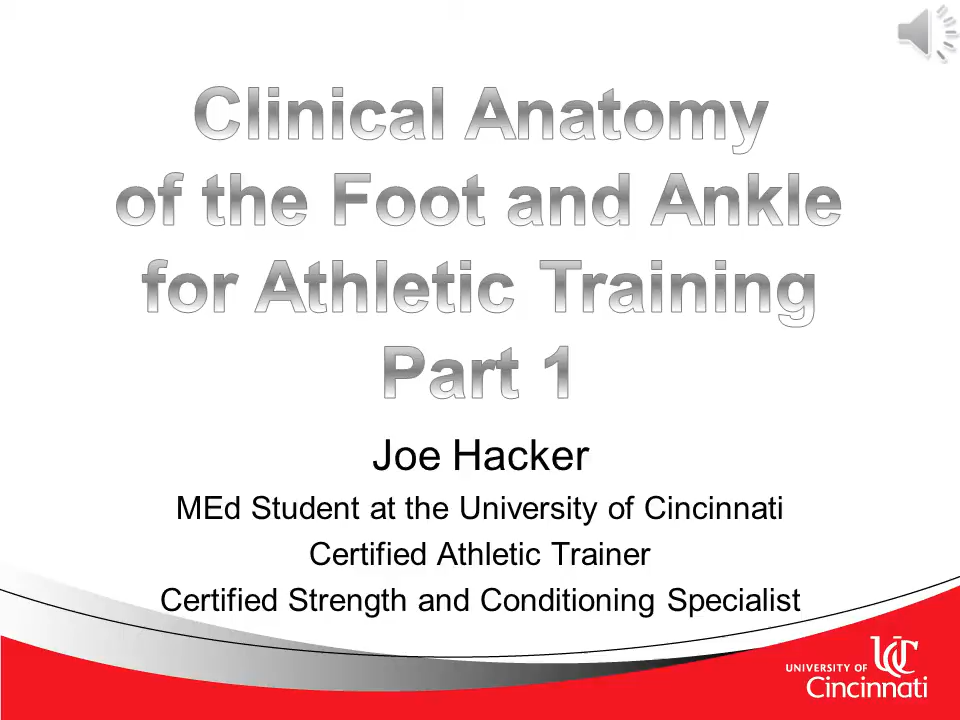 Clinical Anatomy
of the Foot and Ankle
for Athletic Training
Part 1
Joe Hacker
MEd Student at the University of Cincinnati
Certified Athletic Trainer
Certified Strength and Conditioning Specialist
UC
UNIVERSITY OF
Cincinnati